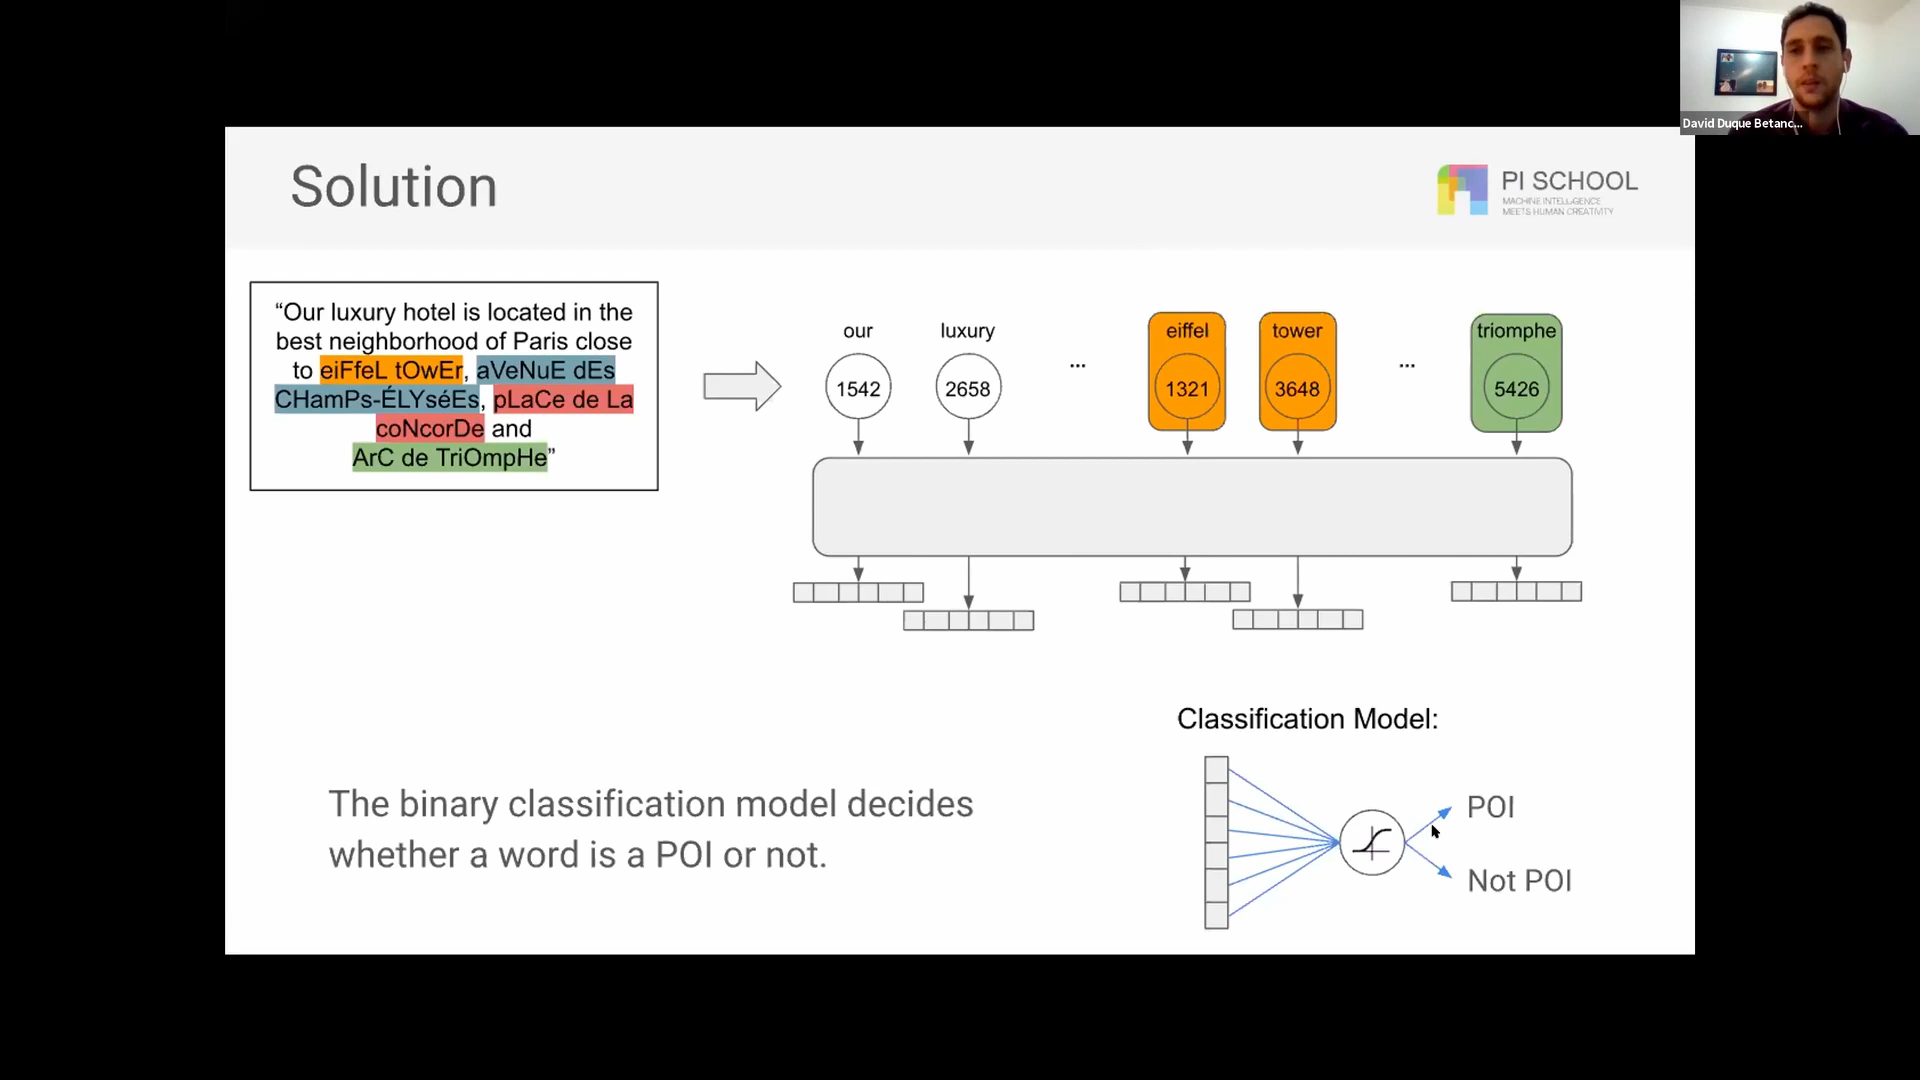 David Duque Betanc...
Solution
PI SCHOOL
MACHINE INTELLIGENCE
MEETS HUMAN CREATIVITY
“Our luxury hotel is located in the
best neighborhood of Paris close
to eiFfeL tOwEr, aVeNuE dEs
CHamPs-ÉLYséEs, pLaCe de La
coNcorDe and
ArC de TriOmpHe”
our luxury ... eiffel tower ... triomphe
1542 2658 1321 3648 5426
Classification Model:
The binary classification model decides
whether a word is a POI or not.
POI
Not POI